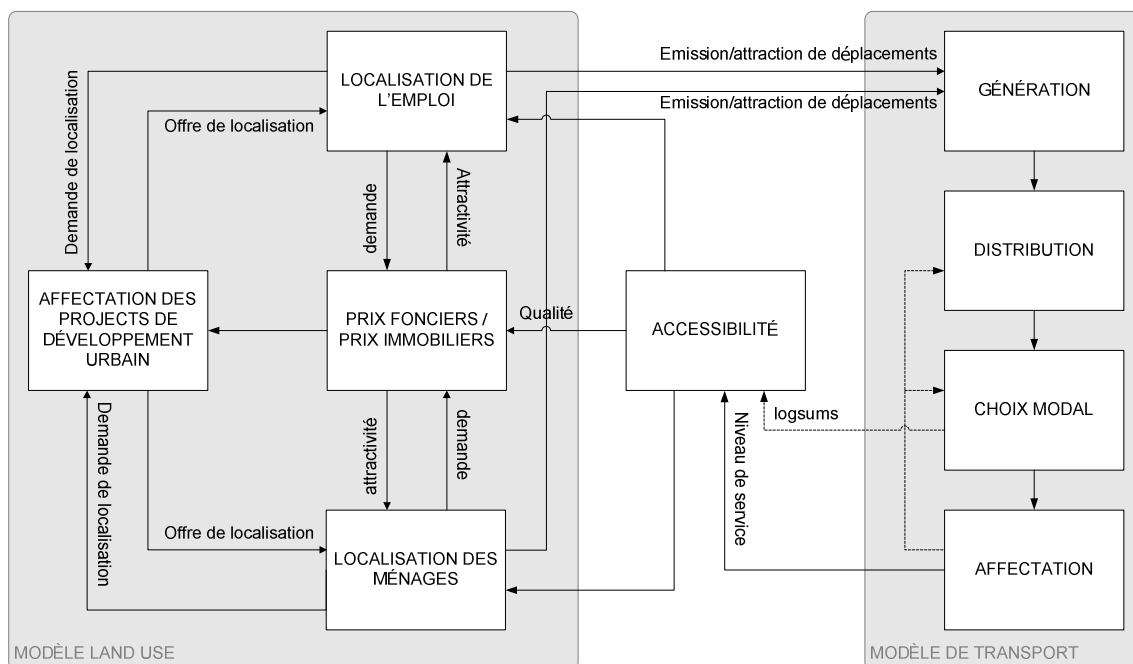 Emission/attraction de déplacements
LOCALISATION DE
L'EMPLOI
GÉNÉRATION
Emission/attraction de déplacements
Offre de localisation
Demande de localisation
demande
Attractivité
DISTRIBUTION
AFFECTATION DES
PROJECTS DE
DÉVELOPPEMENT
URBAIN
PRIX FONCIERS /
PRIX IMMOBILIERS
Qualité
ACCESSIBILITÉ
CHOIX MODAL
logsums
Demande de localisation
attractivité
demande
Niveau de service
Offre de localisation
LOCALISATION DES
MÉNAGES
AFFECTATION
MODÈLE LAND USE
MODÈLE DE TRANSPORT